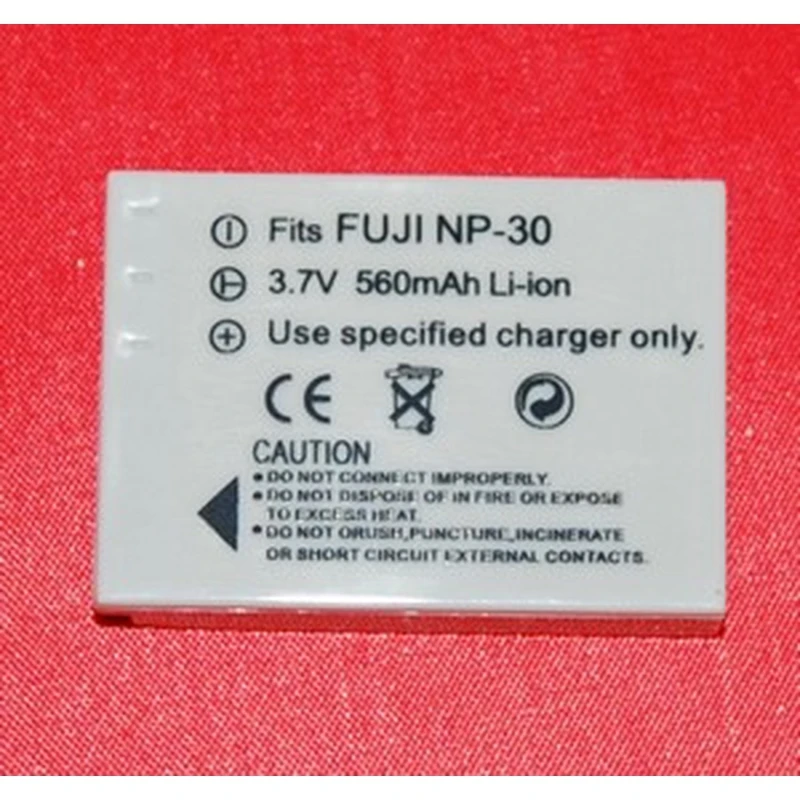 Fits FUJI NP-30
3.7V 560mAh Li-ion
Use specified charger only.
CE
CAUTION
• DO NOT CONNECT IMPROPERLY.
• DO NOT DISPOSE OF IN FIRE OR EXPOSE
TO EXCESS HEAT.
• DO NOT CRUSH,PUNCTURE,INCINERATE
OR SHORT CIRCUIT EXTERNAL CONTACTS.